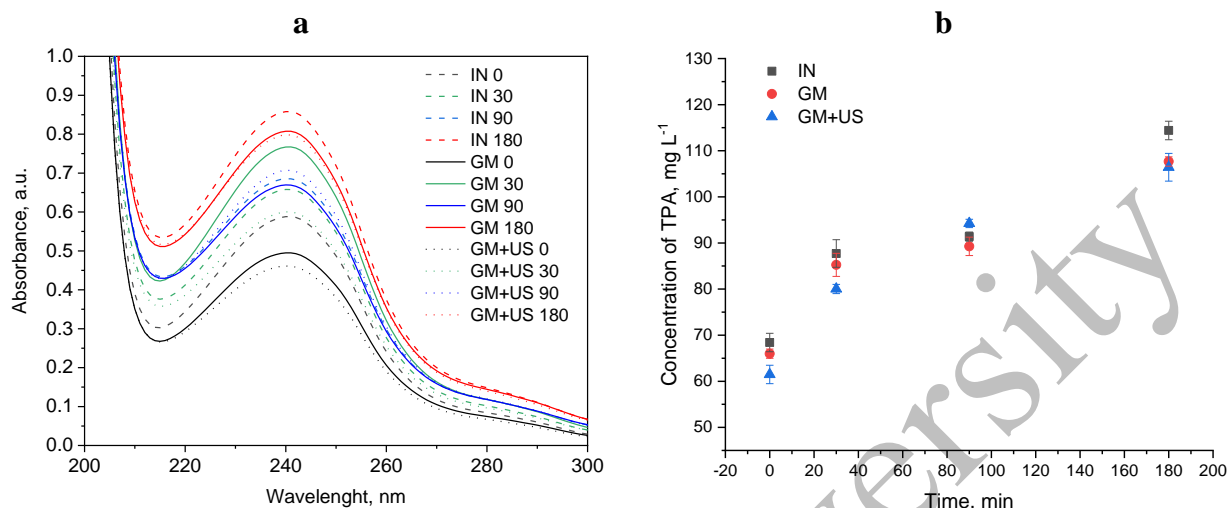 a
1.0
0.9
0.8
0.7
0.6
0.5
0.4
0.3
0.2
0.1
0.0
Absorbance, a.u.
200
220
240
260
280
300
Wavelenght, nm
IN 0
IN 30
IN 90
IN 180
GM 0
GM 30
GM 90
GM 180
GM+US 0
GM+US 30
GM+US 90
GM+US 180
b
130
120
110
100
90
80
70
60
50
Concentration of TPA, mg L⁻¹
-20
0
20
40
60
80
100
120
140
160
180
200
Time, min
IN
GM
GM+US
versity